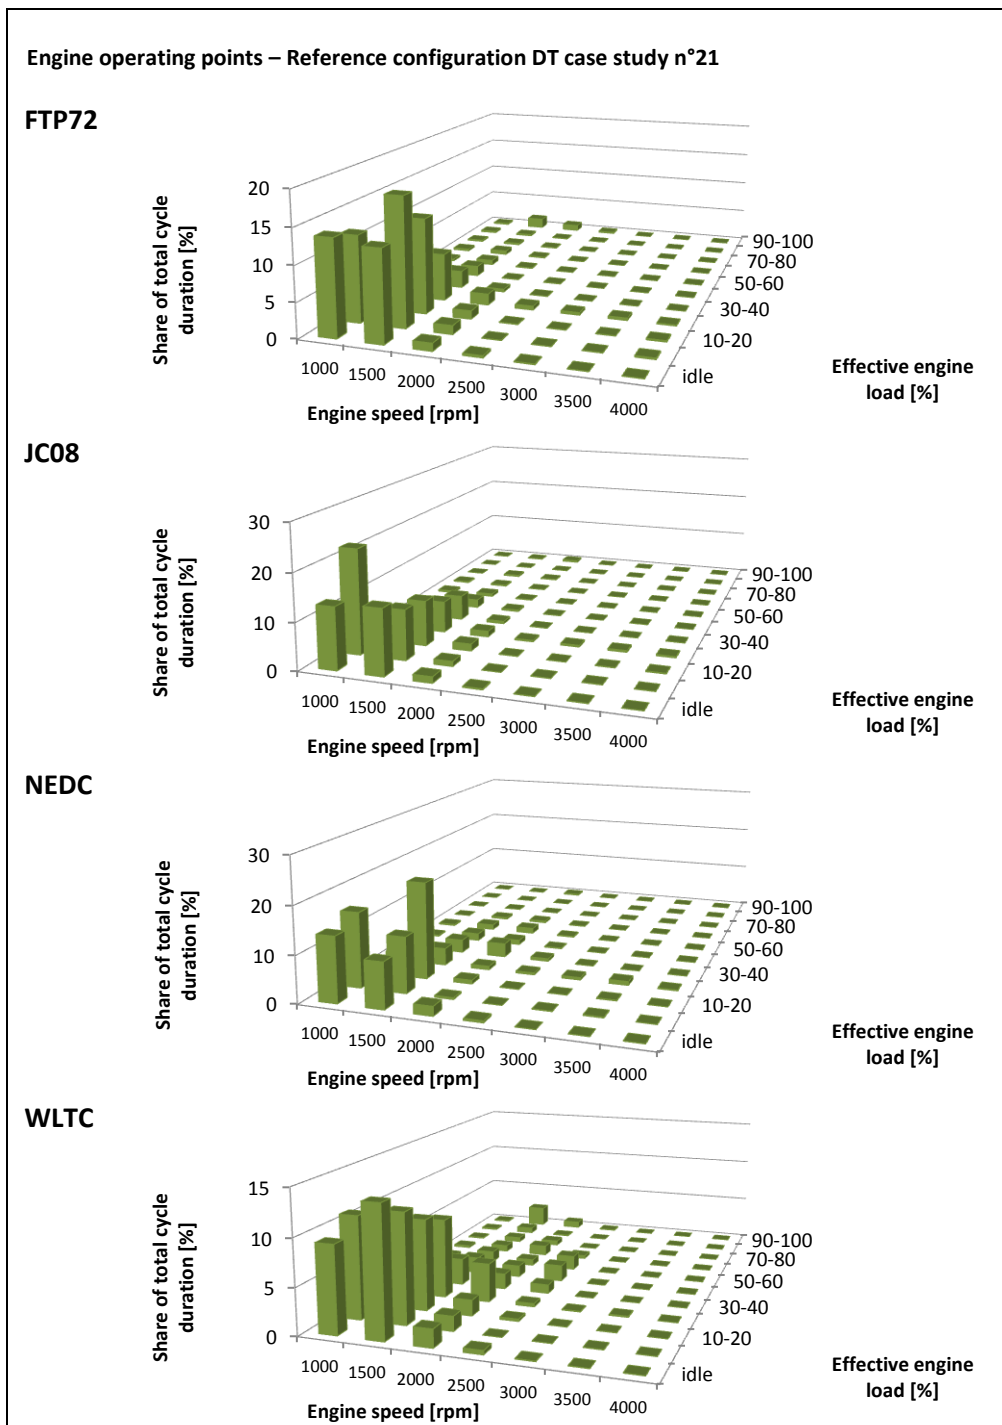 Engine operating points – Reference configuration DT case study n°21
FTP72
Share of total cycle
duration [%]
20
15
10
5
0
1000
1500
2000
2500
3000
3500
4000
Engine speed [rpm]
90-100
70-80
50-60
30-40
10-20
idle
Effective engine
load [%]
JC08
Share of total cycle
duration [%]
30
20
10
0
1000
1500
2000
2500
3000
3500
4000
Engine speed [rpm]
90-100
70-80
50-60
30-40
10-20
idle
Effective engine
load [%]
NEDC
Share of total cycle
duration [%]
30
20
10
0
1000
1500
2000
2500
3000
3500
4000
Engine speed [rpm]
90-100
70-80
50-60
30-40
10-20
idle
Effective engine
load [%]
WLTC
Share of total cycle
duration [%]
15
10
5
0
1000
1500
2000
2500
3000
3500
4000
Engine speed [rpm]
90-100
70-80
50-60
30-40
10-20
idle
Effective engine
load [%]